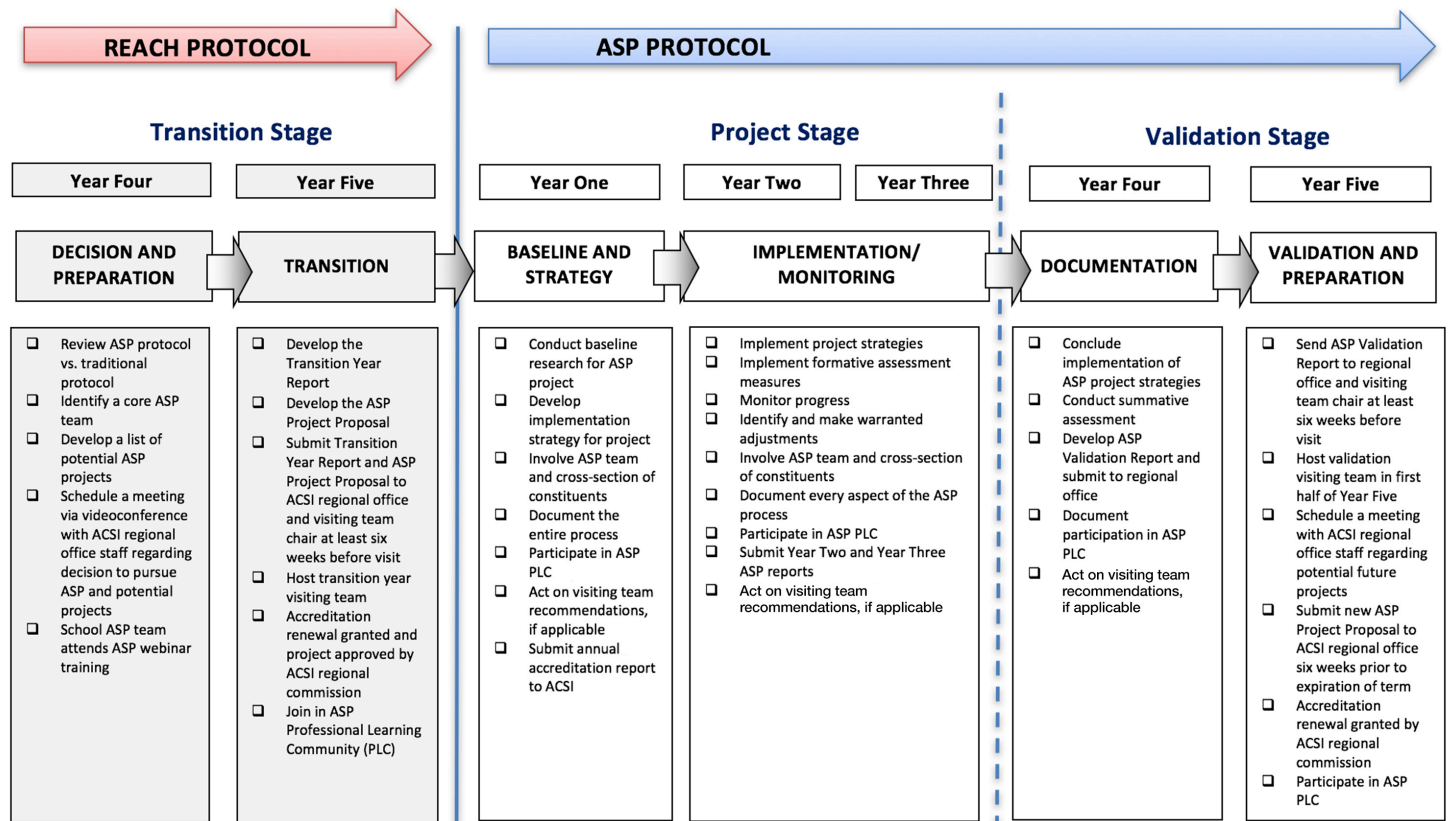 REACH PROTOCOL
ASP PROTOCOL
Transition Stage
Project Stage
Validation Stage
Year Four
Year Five
Year One
Year Two
Year Three
Year Four
Year Five
DECISION AND
PREPARATION
TRANSITION
BASELINE AND
STRATEGY
IMPLEMENTATION/
MONITORING
DOCUMENTATION
VALIDATION AND
PREPARATION
❑ Review ASP protocol
vs. traditional
protocol
❑ Identify a core ASP
team
❑ Develop a list of
potential ASP
projects
❑ Schedule a meeting
via videoconference
with ACSI regional
office staff regarding
decision to pursue
ASP and potential
projects
❑ School ASP team
attends ASP webinar
training
❑ Develop the
Transition Year
Report
❑ Develop the ASP
Project Proposal
❑ Submit Transition
Year Report and ASP
Project Proposal to
ACSI regional office
and visiting team
chair at least six
weeks before visit
❑ Host transition year
visiting team
❑ Accreditation
renewal granted and
project approved by
ACSI regional
commission
❑ Join in ASP
Professional Learning
Community (PLC)
❑ Conduct baseline
research for ASP
project
❑ Develop
implementation
strategy for project
❑ Involve ASP team
and cross-section of
constituents
❑ Document the
entire process
❑ Participate in ASP
PLC
❑ Act on visiting team
recommendations,
if applicable
❑ Submit annual
accreditation report
to ACSI
❑ Implement project strategies
❑ Implement formative assessment
measures
❑ Monitor progress
❑ Identify and make warranted
adjustments
❑ Involve ASP team and cross-section
of constituents
❑ Document every aspect of the ASP
process
❑ Participate in ASP PLC
❑ Submit Year Two and Year Three
ASP reports
❑ Act on visiting team
recommendations, if applicable
❑ Conclude
implementation of
ASP project strategies
❑ Conduct summative
assessment
❑ Develop ASP
Validation Report and
submit to regional
office
❑ Document
participation in ASP
PLC
❑ Act on visiting team
recommendations,
if applicable
❑ Send ASP Validation
Report to regional
office and visiting
team chair at least
six weeks before
visit
❑ Host validation
visiting team in first
half of Year Five
❑ Schedule a meeting
with ACSI regional
office staff regarding
potential future
projects
❑ Submit new ASP
Project Proposal to
ACSI regional office
six weeks prior to
expiration of term
❑ Accreditation
renewal granted by
ACSI regional
commission
❑ Participate in ASP
PLC